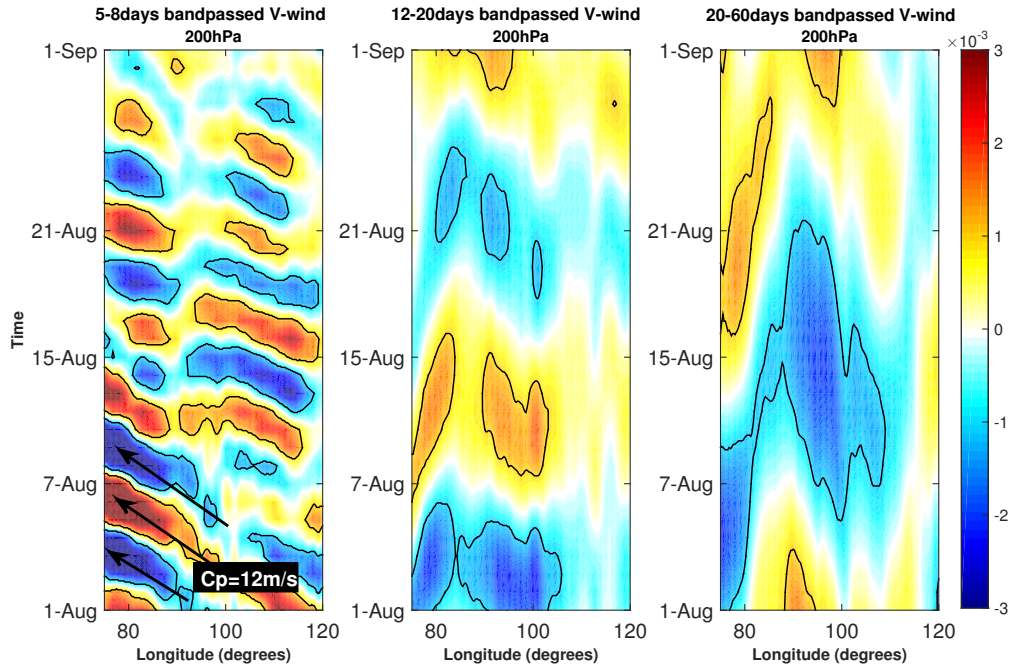 5-8days bandpassed V-wind
200hPa
12-20days bandpassed V-wind
200hPa
20-60days bandpassed V-wind
200hPa
×10-3
1-Sep
21-Aug
15-Aug
7-Aug
1-Aug
Time
80 100 120
Longitude (degrees)
Cp=12m/s
1-Sep
21-Aug
15-Aug
7-Aug
1-Aug
80 100 120
Longitude (degrees)
1-Sep
21-Aug
15-Aug
7-Aug
1-Aug
80 100 120
Longitude (degrees)
3
2
1
0
-1
-2
-3